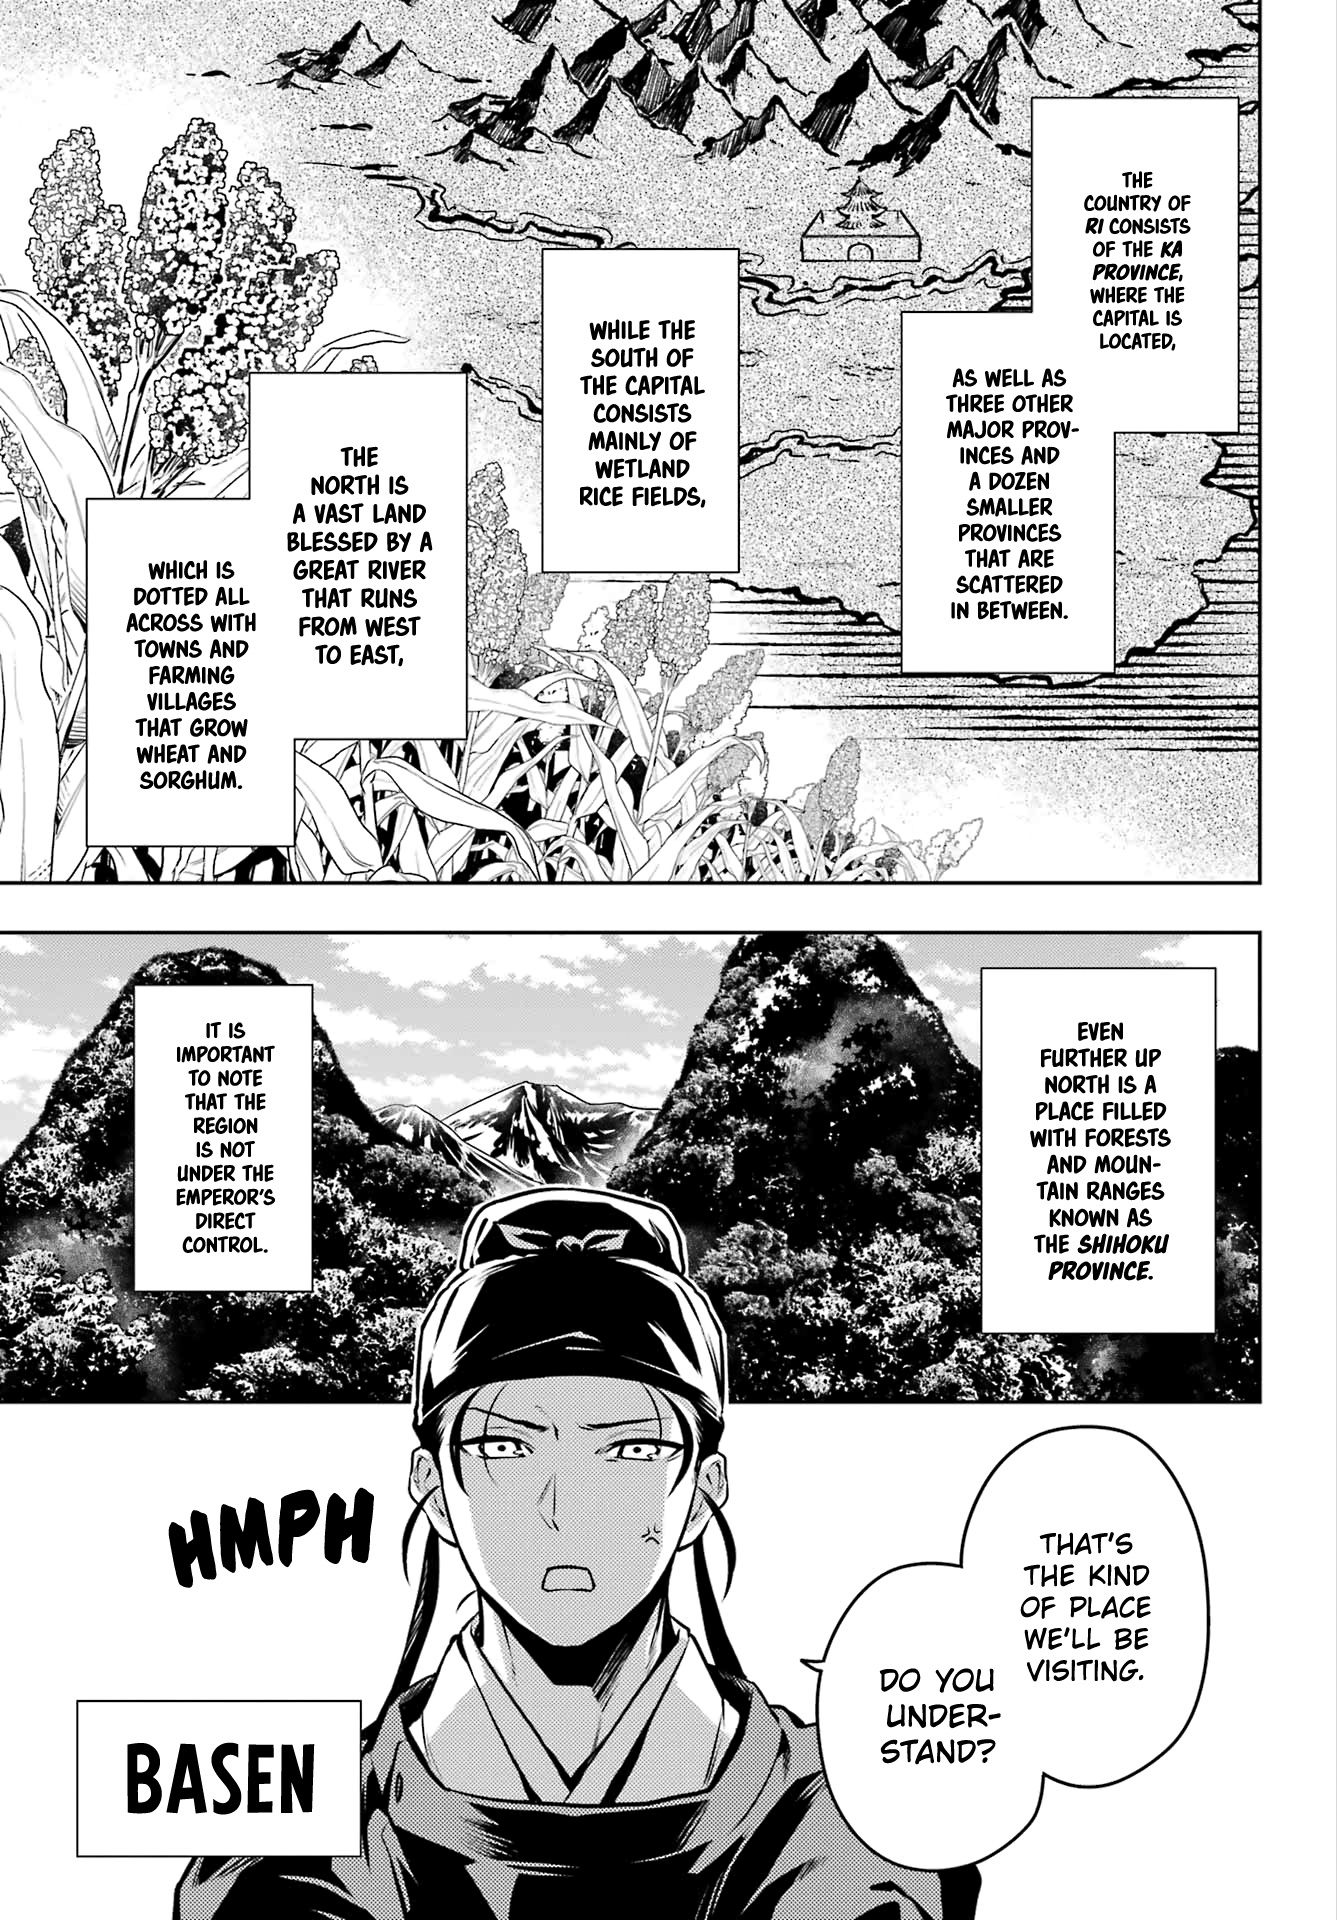 THE
COUNTRY OF
RI CONSISTS
OF THE KA
PROVINCE,
WHERE THE
CAPITAL IS
LOCATED,
AS WELL AS
THREE OTHER
MAJOR PROV-
INCES AND
A DOZEN
SMALLER
PROVINCES
THAT ARE
SCATTERED
IN BETWEEN.
WHILE THE
SOUTH OF
THE CAPITAL
CONSISTS
MAINLY OF
WETLAND
RICE FIELDS,
THE
NORTH IS
A VAST LAND
BLESSED BY A
GREAT RIVER
THAT RUNS
FROM WEST
TO EAST,
WHICH IS
DOTTED ALL
ACROSS WITH
TOWNS AND
FARMING
VILLAGES
THAT GROW
WHEAT AND
SORGHUM.
EVEN
FURTHER UP
NORTH IS A
PLACE FILLED
WITH FORESTS
AND MOUN-
TAIN RANGES
KNOWN AS
THE SHIHOKU
PROVINCE.
IT IS
IMPORTANT
TO NOTE
THAT THE
REGION
IS NOT
UNDER THE
EMPEROR'S
DIRECT
CONTROL.
THAT'S
THE KIND
OF PLACE
WE'LL BE
VISITING.
DO YOU
UNDER-
STAND?
HMPH
BASEN